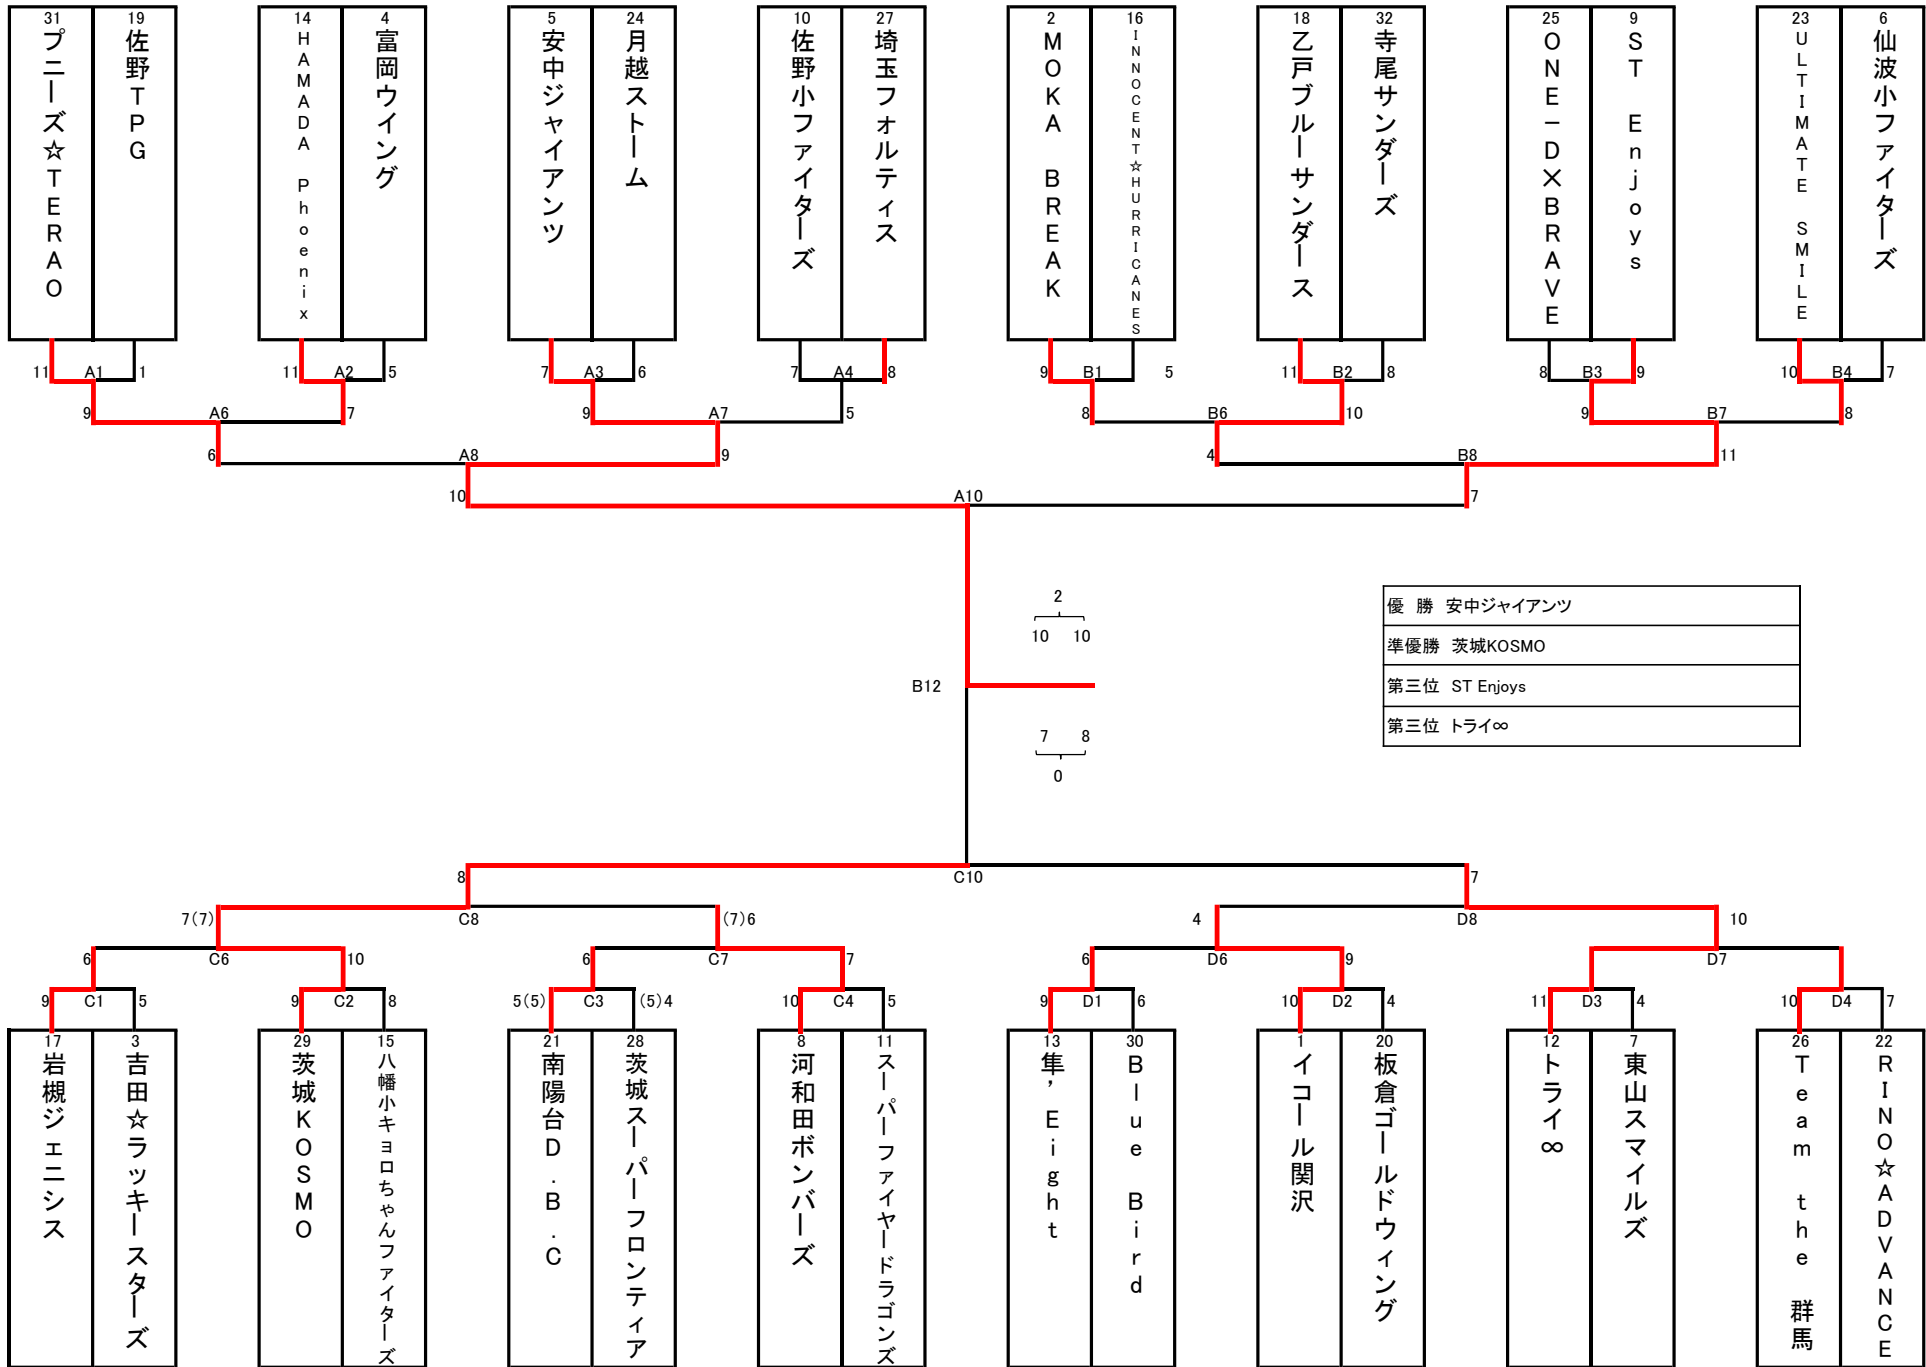 31 19 14 4 5 24 10 27 2 16 18 32 25 9 23 6
プニーズ☆TERAO
佐野TPG
HAMADA Phoenix
富岡ウイング
安中ジャイアンツ
月越ストーム
佐野小ファイターズ
埼玉フォルティス
MOKA BREAK
INNOCENT☆HURRICANES
乙戸ブルーサンダース
寺尾サンダーズ
ONE-D×BRAVE
ST Enjoys
ULTIMATE SMILE
仙波小ファイターズ
11 A1 1 11 A2 5 7 A3 6 7 A4 8 9 B1 5 11 B2 8 8 B3 9 10 B4 7
9 A6 7 9 A7 5 8 B6 10 9 B7 8
6 A8 9 4 B8 11
10 A10 7
2
10 10
B12
7 8
0
優 勝 安中ジャイアンツ
準優勝 茨城KOSMO
第三位 ST Enjoys
第三位 トライ∞
8 C10 7
7(7) C8 (7)6 4 D8 10
6 C6 10 6 C7 7 6 D6 9 D7
9 C1 5 9 C2 8 5(5) C3 (5)4 10 C4 5 9 D1 6 10 D2 4 11 D3 4 10 D4 7
17 3 29 15 21 28 8 11 13 30 1 20 12 7 26 22
岩槻ジェニシス
吉田☆ラッキースターズ
茨城KOSMO
八幡小キョロちゃんファイターズ
南陽台D.B.C
茨城スーパーフロンティア
河和田ボンバーズ
スーパーファイヤードラゴンズ
隼’Eight
Blue Bird
イコール関沢
板倉ゴールドウィング
トライ∞
東山スマイルズ
Team the 群馬
RINO☆ADVANCE